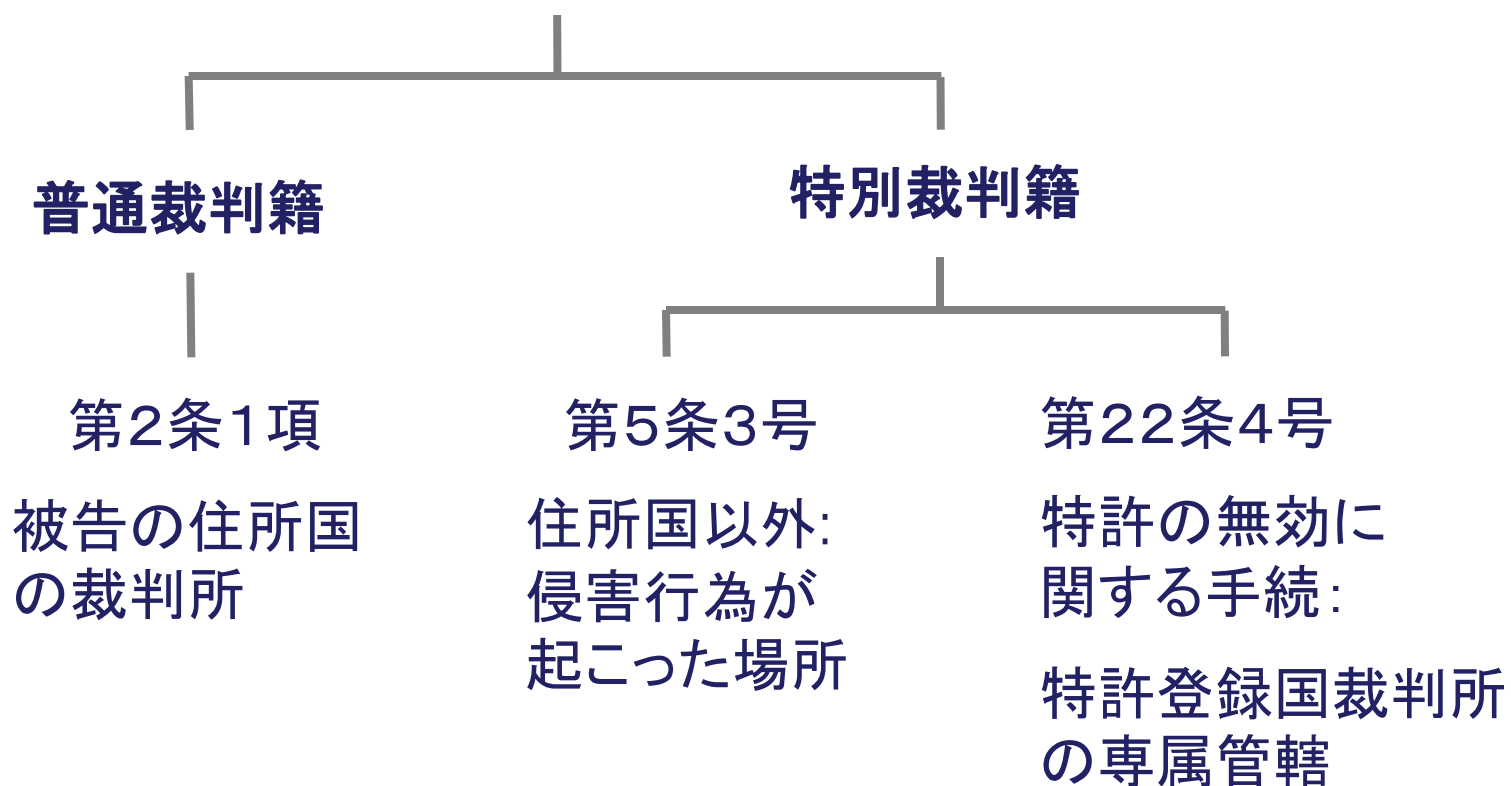 普通裁判籍
特別裁判籍
第2条1項
被告の住所国
の裁判所
第5条3号
住所国以外:
侵害行為が
起こった場所
第22条4号
特許の無効に
関する手続:
特許登録国裁判所
の専属管轄